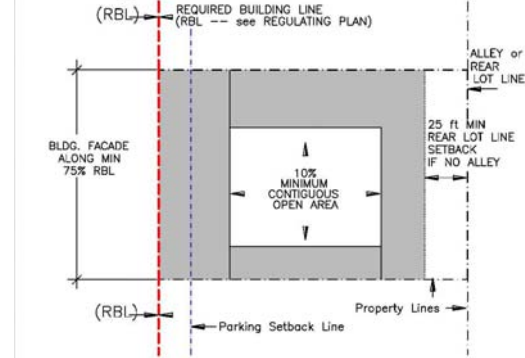 (RBL)
REQUIRED BUILDING LINE
(RBL -- see REGULATING PLAN)
ALLEY or
REAR
LOT LINE
BLDG. FACADE
ALONG MIN
75% RBL
25 ft MIN
REAR LOT LINE
SETBACK
IF NO ALLEY
10%
MINIMUM
CONTIGUOUS
OPEN AREA
(RBL)
Property Lines
Parking Setback Line